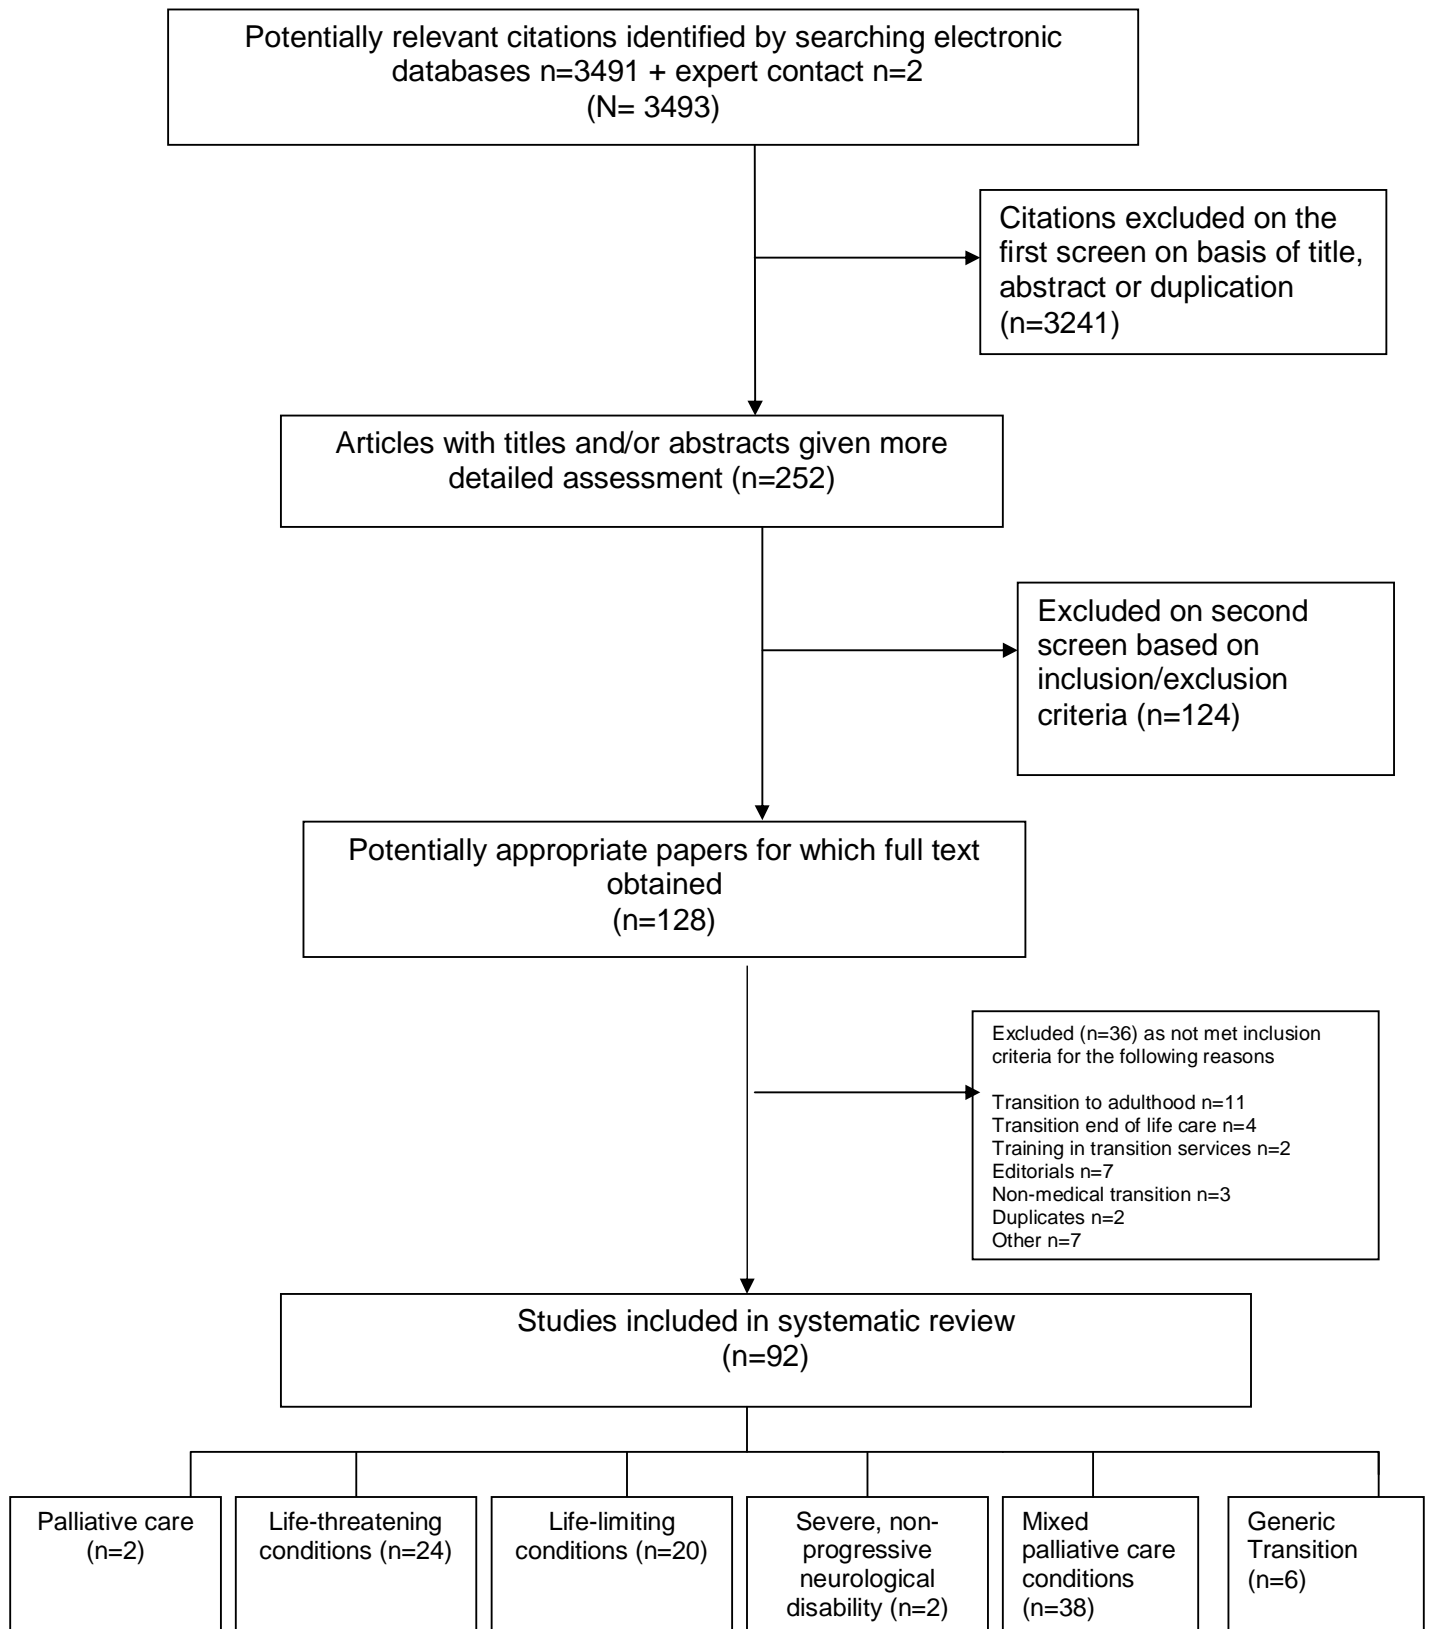 Potentially relevant citations identified by searching electronic
databases n=3491 + expert contact n=2
(N= 3493)
Citations excluded on the
first screen on basis of title,
abstract or duplication
(n=3241)
Articles with titles and/or abstracts given more
detailed assessment (n=252)
Excluded on second
screen based on
inclusion/exclusion
criteria (n=124)
Potentially appropriate papers for which full text
obtained
(n=128)
Excluded (n=36) as not met inclusion
criteria for the following reasons
Transition to adulthood n=11
Transition end of life care n=4
Training in transition services n=2
Editorials n=7
Non-medical transition n=3
Duplicates n=2
Other n=7
Studies included in systematic review
(n=92)
Palliative care
(n=2)
Life-threatening
conditions (n=24)
Life-limiting
conditions (n=20)
Severe, non-
progressive
neurological
disability (n=2)
Mixed
palliative care
conditions
(n=38)
Generic
Transition
(n=6)